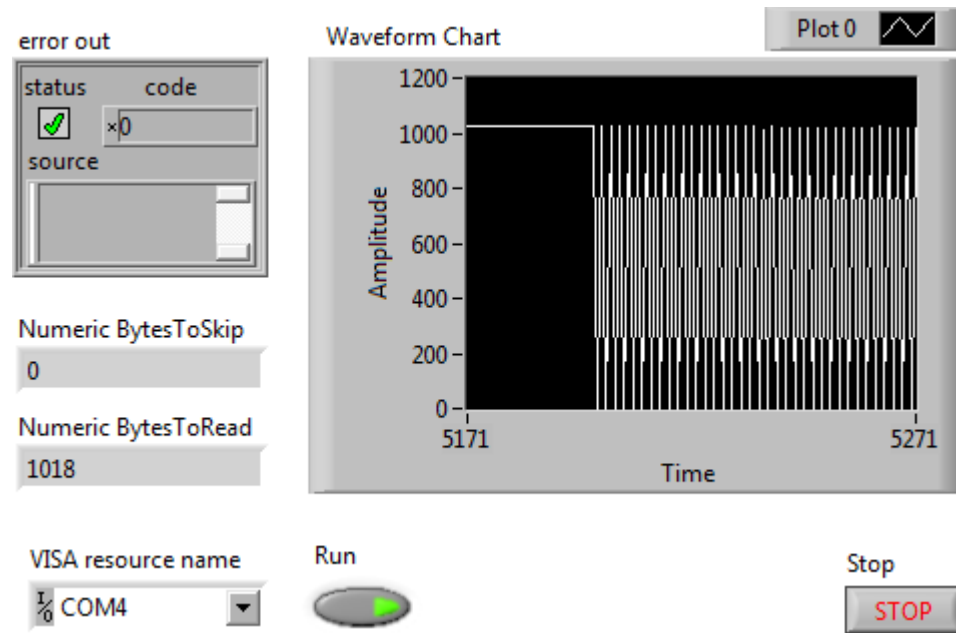 error out
status code
×0
source
Numeric BytesToSkip
0
Numeric BytesToRead
1018
VISA resource name
I/O COM4
Waveform Chart
Plot 0
1200
1000
800
600
400
200
0
Amplitude
5171 5271
Time
Run
Stop
STOP